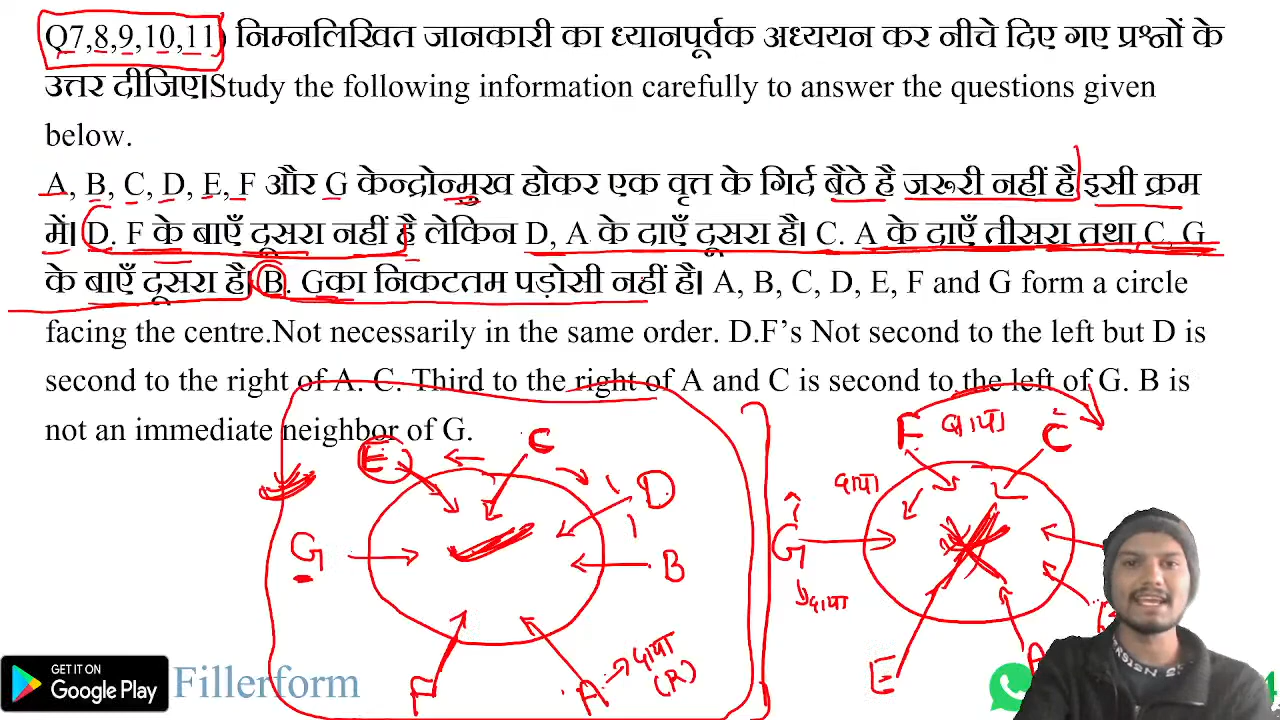 Q7,8,9,10,11) निम्नलिखित जानकारी का ध्यानपूर्वक अध्ययन कर नीचे दिए गए प्रश्नों के
उत्तर दीजिए।Study the following information carefully to answer the questions given
below.
A, B, C, D, E, F और G केन्द्रोन्मुख होकर एक वृत्त के गिर्द बैठे है जरूरी नहीं है इसी क्रम
में। D. F के बाएँ दूसरा नहीं है लेकिन D, A के दाएँ दूसरा है। C. A के दाएँ तीसरा तथा C, G
के बाएँ दूसरा है। B. Gका निकटतम पड़ोसी नहीं है। A, B, C, D, E, F and G form a circle
facing the centre.Not necessarily in the same order. D.F’s Not second to the left but D is
second to the right of A. C. Third to the right of A and C is second to the left of G. B is
not an immediate neighbor of G.
E C D B A F G
दाया
(R)
F बाया C
दाया
G
दाया
E A
GET IT ON
Google Play
Fillerform
4